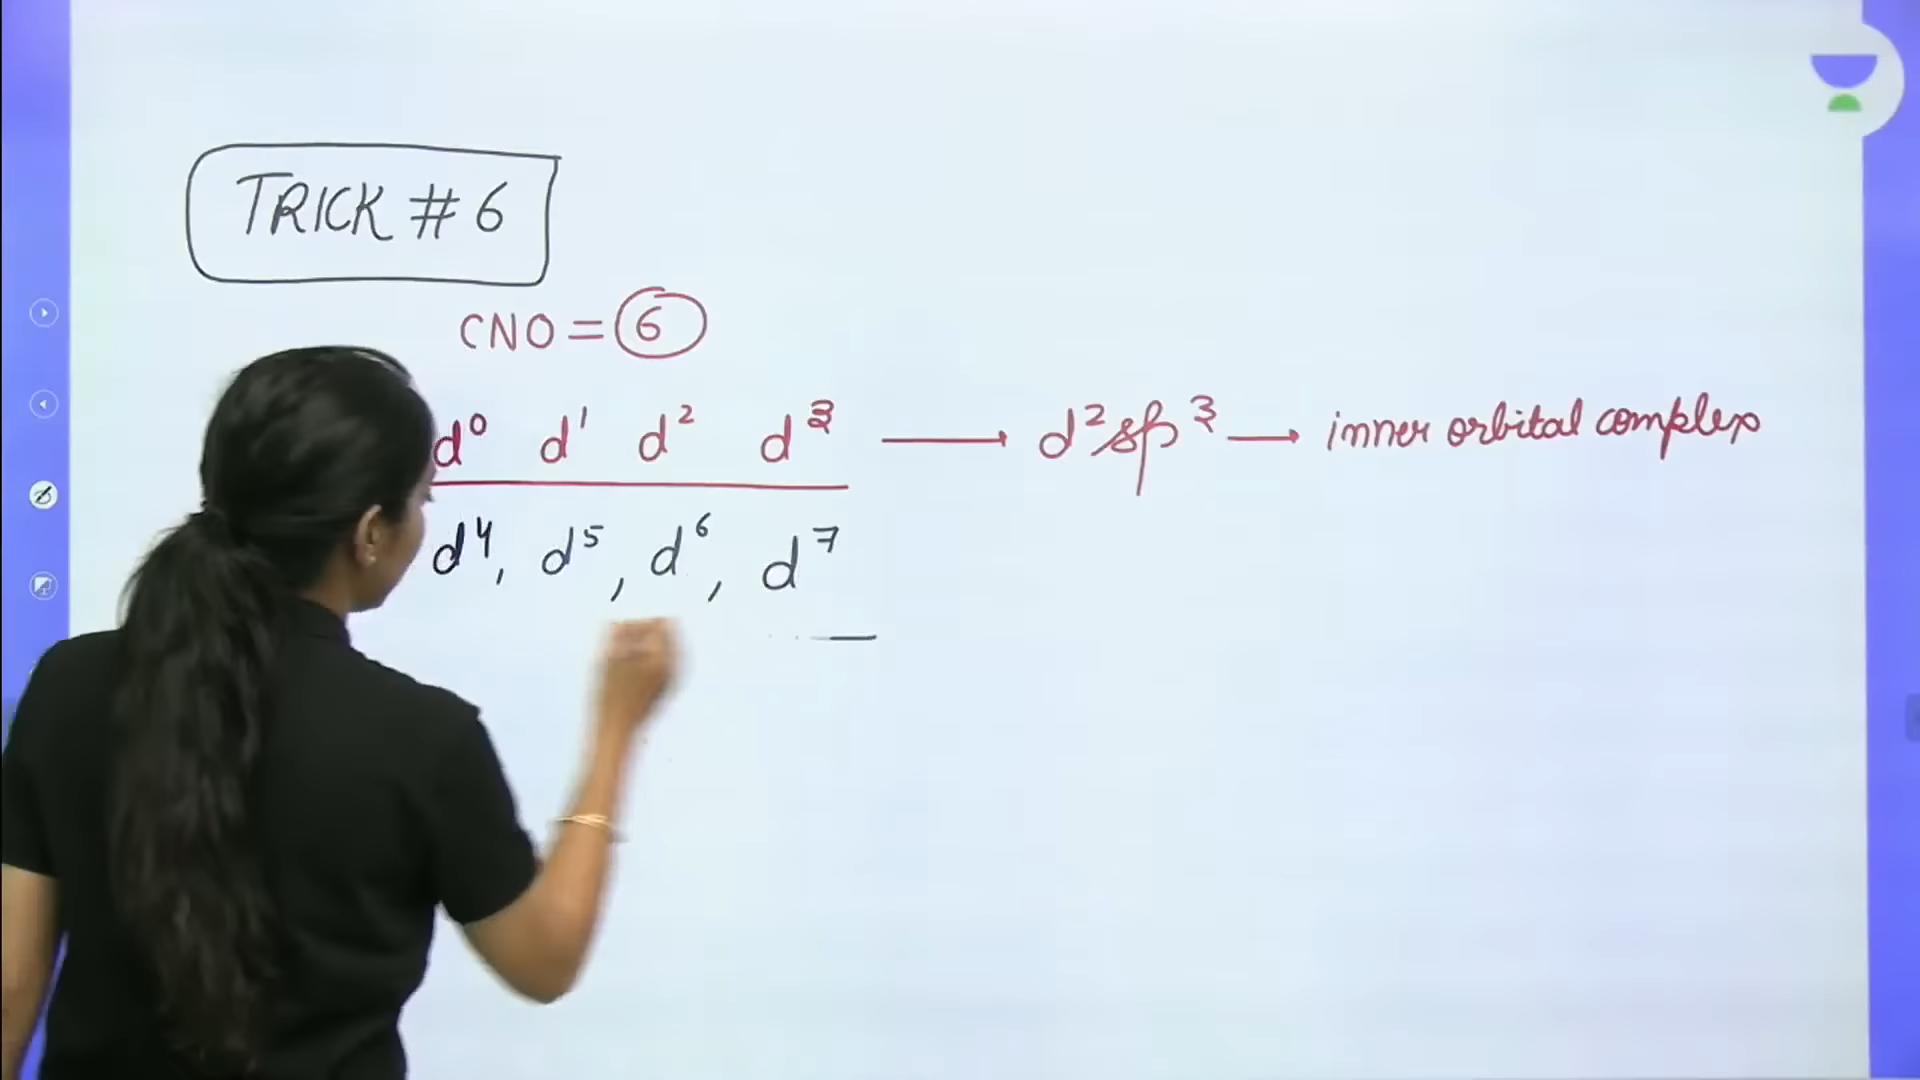 TRICK # 6
CNO = 6
d⁰ d¹ d² d³ → d²sp³ → inner orbital complex
d⁴, d⁵, d⁶, d⁷